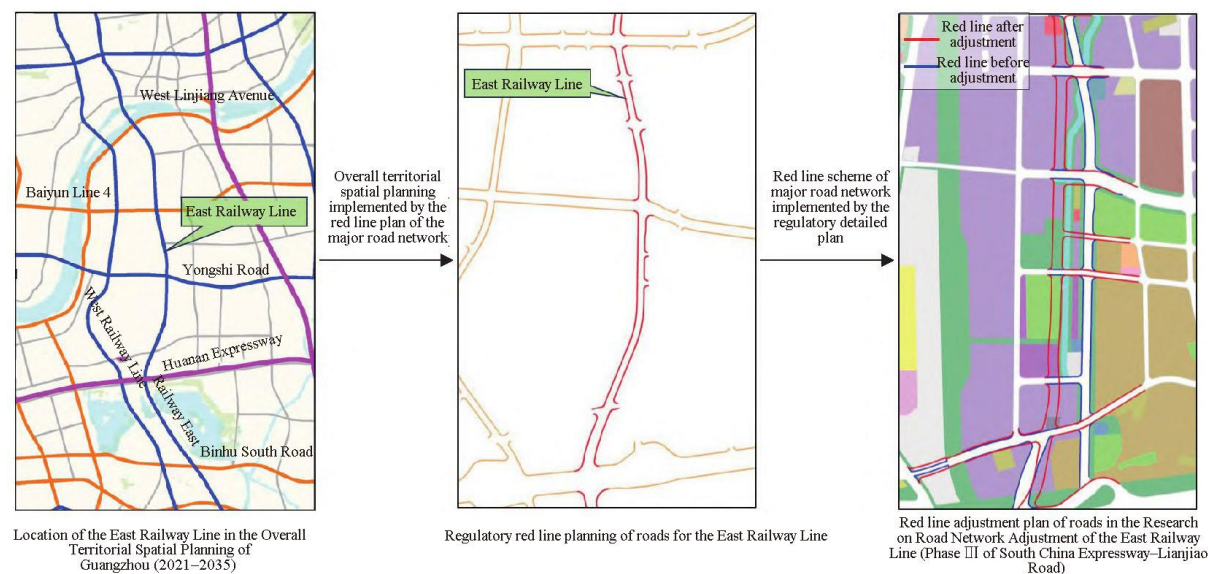 West Linjiang Avenue
Baiyun Line 4
East Railway Line
Yongshi Road
West Railway Line
Huanan Expressway
Railway East
Binhu South Road
Location of the East Railway Line in the Overall
Territorial Spatial Planning of
Guangzhou (2021–2035)
Overall territorial
spatial planning
implemented by the
red line plan of the
major road network
East Railway Line
Regulatory red line planning of roads for the East Railway Line
Red line scheme of
major road network
implemented by the
regulatory detailed
plan
Red line after
adjustment
Red line before
adjustment
Red line adjustment plan of roads in the Research
on Road Network Adjustment of the East Railway
Line (Phase III of South China Expressway–Lianjiao
Road)